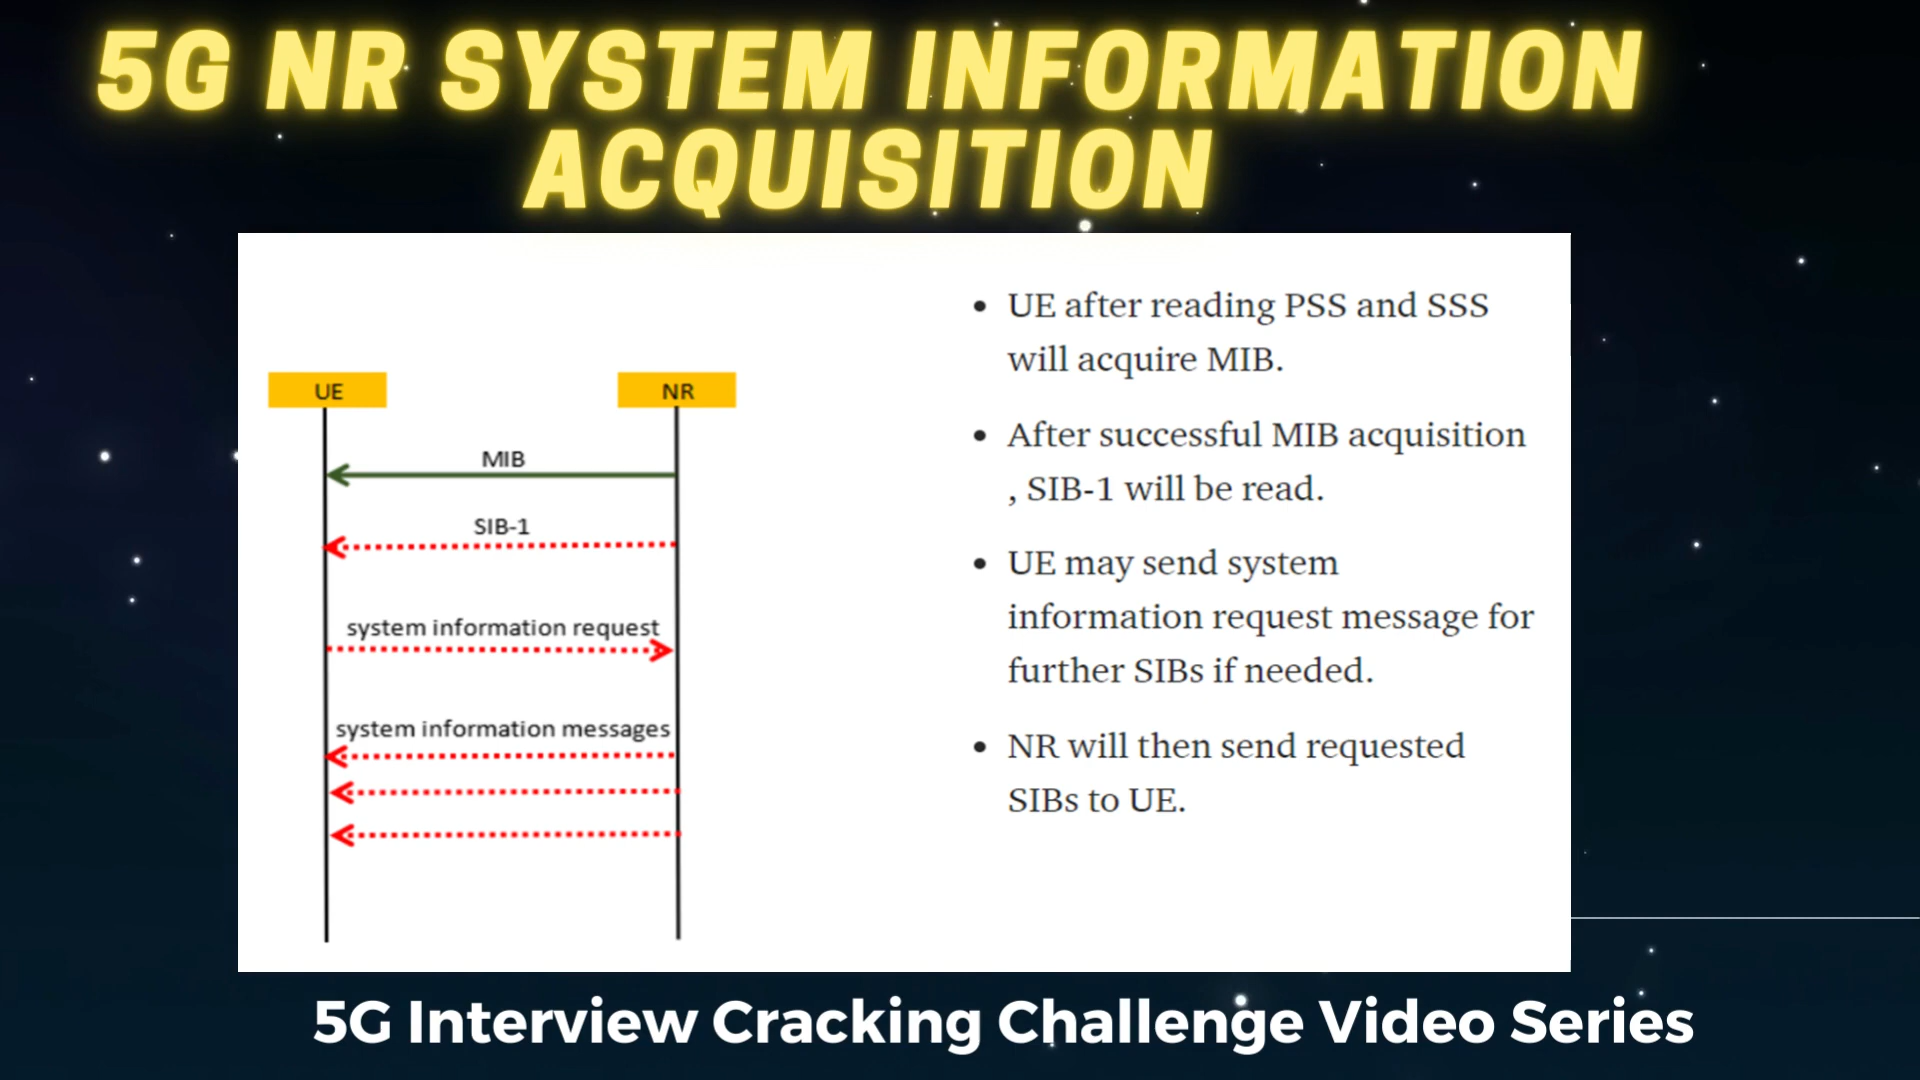 5G NR SYSTEM INFORMATION
ACQUISITION
UE
NR
MIB
SIB-1
system information request
system information messages
• UE after reading PSS and SSS
will acquire MIB.
• After successful MIB acquisition
, SIB-1 will be read.
• UE may send system
information request message for
further SIBs if needed.
• NR will then send requested
SIBs to UE.
5G Interview Cracking Challenge Video Series